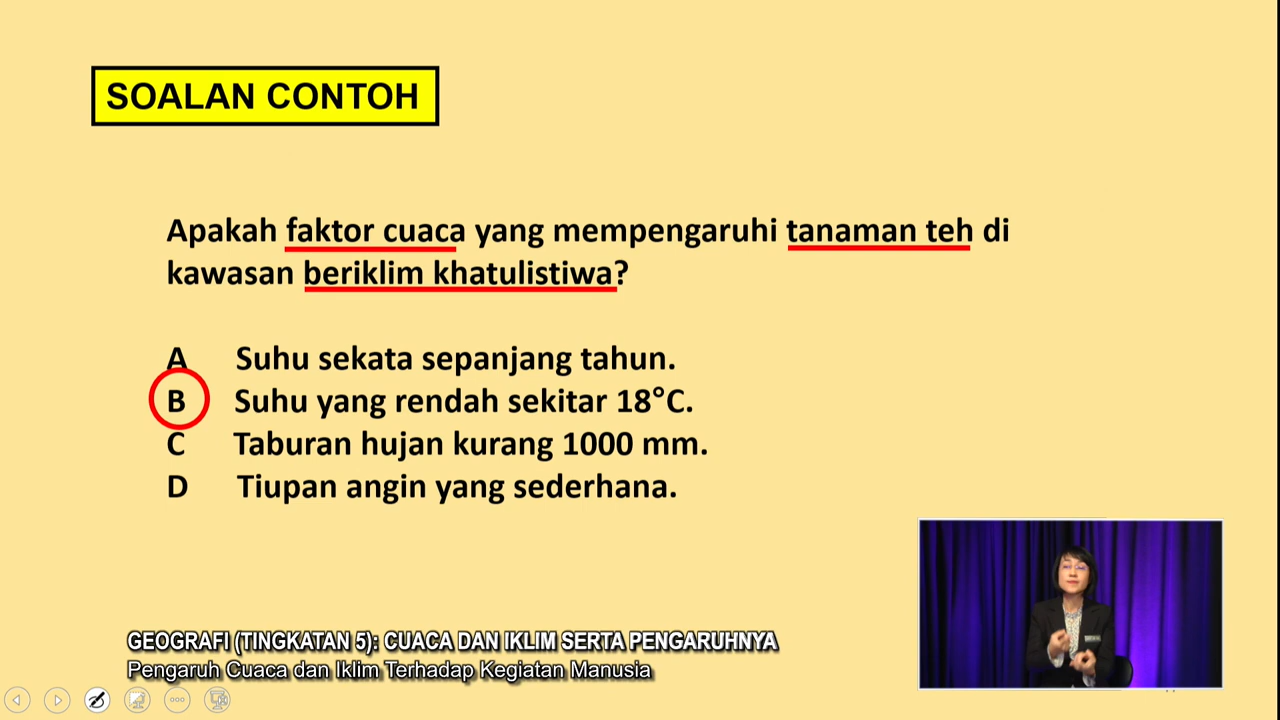 SOALAN CONTOH
Apakah faktor cuaca yang mempengaruhi tanaman teh di
kawasan beriklim khatulistiwa?
A Suhu sekata sepanjang tahun.
B Suhu yang rendah sekitar 18°C.
C Taburan hujan kurang 1000 mm.
D Tiupan angin yang sederhana.
GEOGRAFI (TINGKATAN 5): CUACA DAN IKLIM SERTA PENGARUHNYA
Pengaruh Cuaca dan Iklim Terhadap Kegiatan Manusia